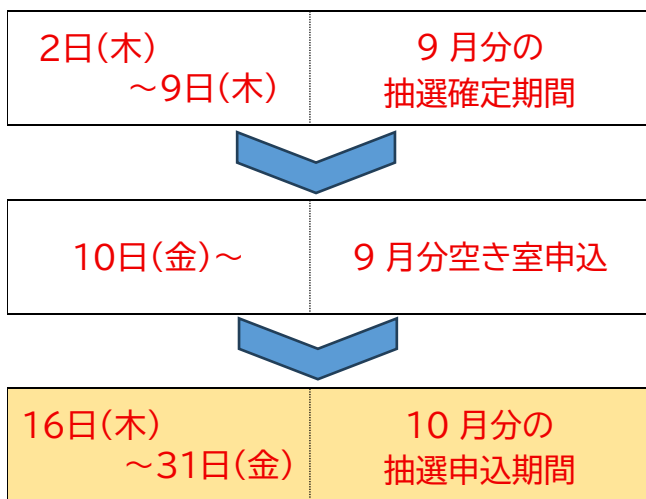 2日(木)
～9日(木)
9月分の
抽選確定期間
10日(金)～
9月分空き室申込
16日(木)
～31日(金)
10月分の
抽選申込期間